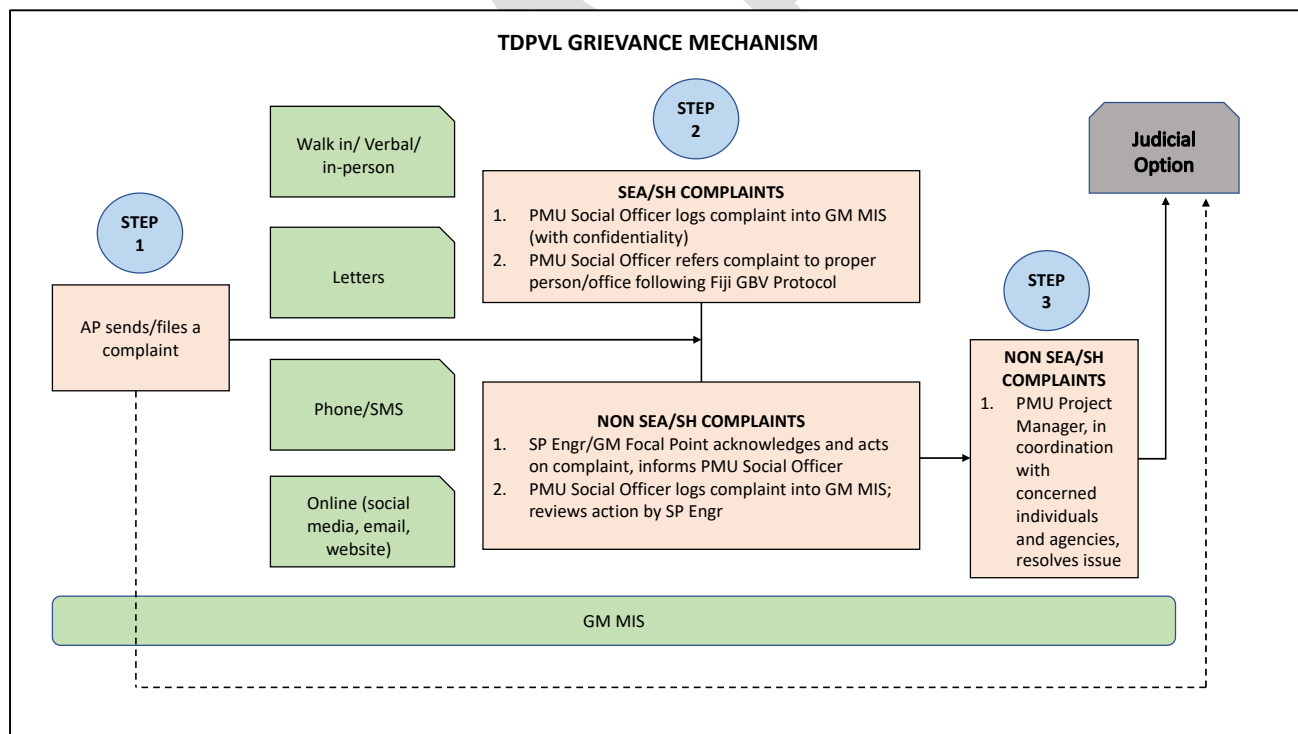 TDPVL GRIEVANCE MECHANISM
STEP
1
AP sends/files a
complaint
Walk in/ Verbal/
in-person
Letters
Phone/SMS
Online (social
media, email,
website)
STEP
2
SEA/SH COMPLAINTS
1. PMU Social Officer logs complaint into GM MIS
(with confidentiality)
2. PMU Social Officer refers complaint to proper
person/office following Fiji GBV Protocol
NON SEA/SH COMPLAINTS
1. SP Engr/GM Focal Point acknowledges and acts
on complaint, informs PMU Social Officer
2. PMU Social Officer logs complaint into GM MIS;
reviews action by SP Engr
STEP
3
NON SEA/SH
COMPLAINTS
1. PMU Project
Manager, in
coordination
with
concerned
individuals
and agencies,
resolves issue
Judicial
Option
GM MIS